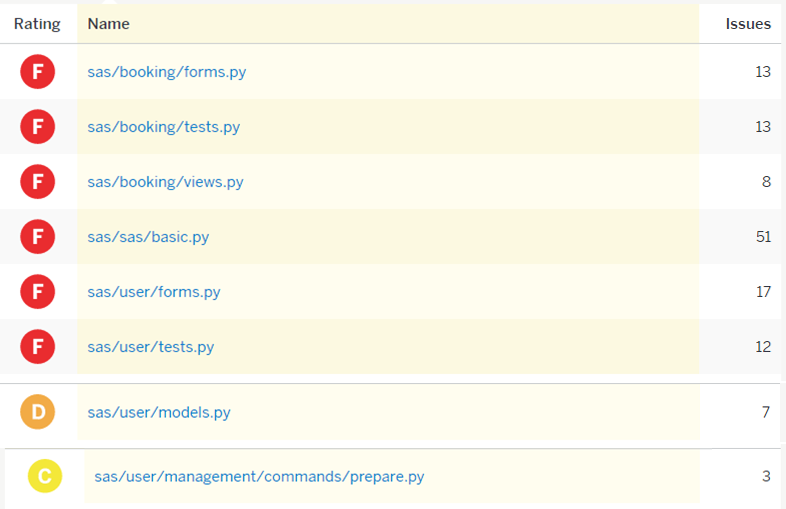 Rating Name Issues
F sas/booking/forms.py 13
F sas/booking/tests.py 13
F sas/booking/views.py 8
F sas/sas/basic.py 51
F sas/user/forms.py 17
F sas/user/tests.py 12
D sas/user/models.py 7
C sas/user/management/commands/prepare.py 3